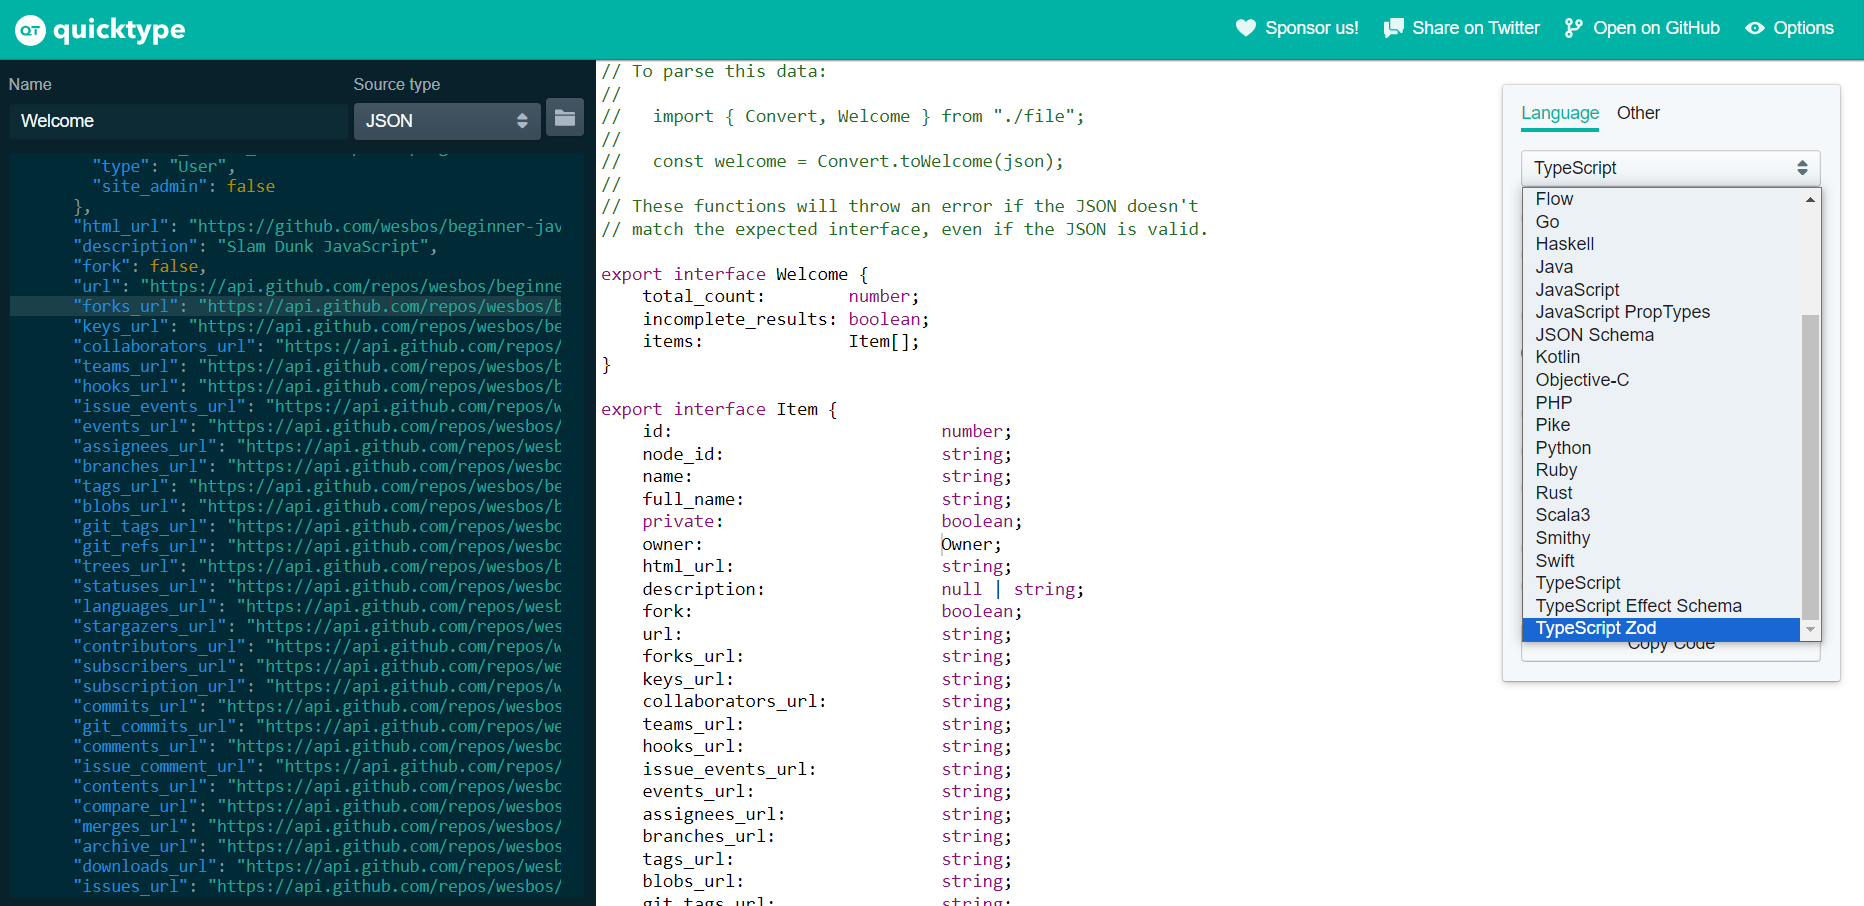 QT quicktype
Sponsor us!
Share on Twitter
Open on GitHub
Options
Name
Source type
Welcome
JSON
"type": "User",
"site_admin": false
},
"html_url": "https://github.com/wesbos/beginner-jav
"description": "Slam Dunk JavaScript",
"fork": false,
"url": "https://api.github.com/repos/wesbos/beginne
"forks_url": "https://api.github.com/repos/wesbos/b
"keys_url": "https://api.github.com/repos/wesbos/be
"collaborators_url": "https://api.github.com/repos/
"teams_url": "https://api.github.com/repos/wesbos/b
"hooks_url": "https://api.github.com/repos/wesbos/b
"issue_events_url": "https://api.github.com/repos/w
"events_url": "https://api.github.com/repos/wesbos/
"assignees_url": "https://api.github.com/repos/wesb
"branches_url": "https://api.github.com/repos/wesbo
"tags_url": "https://api.github.com/repos/wesbos/be
"blobs_url": "https://api.github.com/repos/wesbos/b
"git_tags_url": "https://api.github.com/repos/wesbo
"git_refs_url": "https://api.github.com/repos/wesbo
"trees_url": "https://api.github.com/repos/wesbos/b
"statuses_url": "https://api.github.com/repos/wesbo
"languages_url": "https://api.github.com/repos/wesb
"stargazers_url": "https://api.github.com/repos/wes
"contributors_url": "https://api.github.com/repos/w
"subscribers_url": "https://api.github.com/repos/we
"subscription_url": "https://api.github.com/repos/w
"commits_url": "https://api.github.com/repos/wesbos
"git_commits_url": "https://api.github.com/repos/we
"comments_url": "https://api.github.com/repos/wesbo
"issue_comment_url": "https://api.github.com/repos/
"contents_url": "https://api.github.com/repos/wesbo
"compare_url": "https://api.github.com/repos/wesbos
"merges_url": "https://api.github.com/repos/wesbos/
"archive_url": "https://api.github.com/repos/wesbos
"downloads_url": "https://api.github.com/repos/wesb
"issues_url": "https://api.github.com/repos/wesbos/
// To parse this data:
//
//   import { Convert, Welcome } from "./file";
//
//   const welcome = Convert.toWelcome(json);
//
// These functions will throw an error if the JSON doesn't
// match the expected interface, even if the JSON is valid.
export interface Welcome {
total_count: number;
incomplete_results: boolean;
items: Item[];
}
export interface Item {
id: number;
node_id: string;
name: string;
full_name: string;
private: boolean;
owner: Owner;
html_url: string;
description: null | string;
fork: boolean;
url: string;
forks_url: string;
keys_url: string;
collaborators_url: string;
teams_url: string;
hooks_url: string;
issue_events_url: string;
events_url: string;
assignees_url: string;
branches_url: string;
tags_url: string;
blobs_url: string;
git_tags_url: string;
Language
Other
TypeScript
Flow
Go
Haskell
Java
JavaScript
JavaScript PropTypes
JSON Schema
Kotlin
Objective-C
PHP
Pike
Python
Ruby
Rust
Scala3
Smithy
Swift
TypeScript
TypeScript Effect Schema
TypeScript Zod
Copy Code